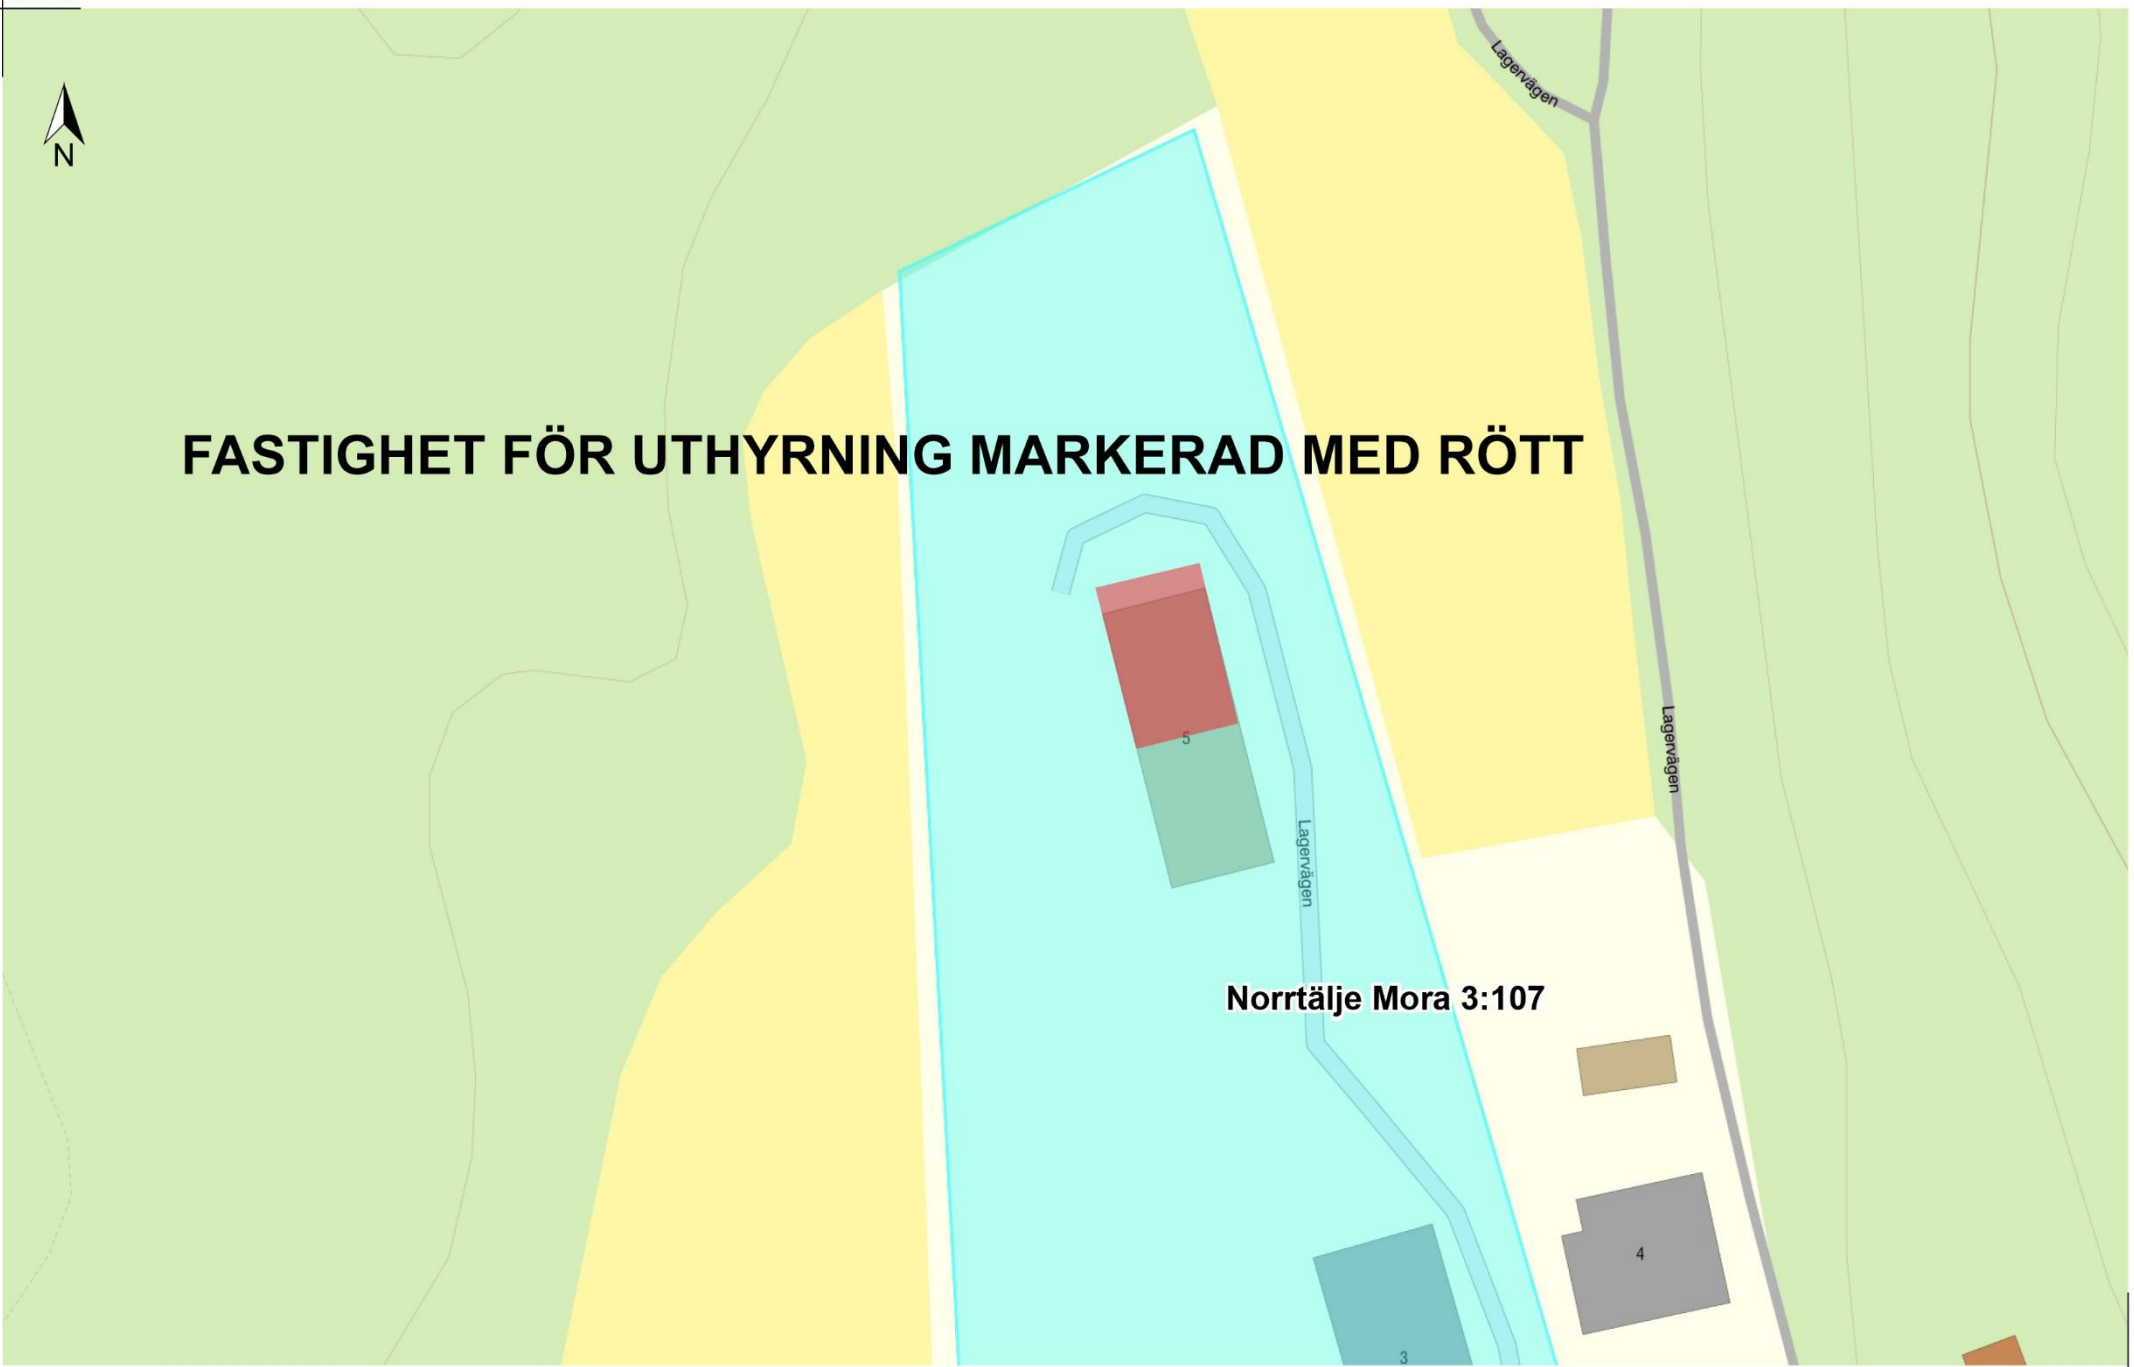 Lagervägen
N
FASTIGHET FÖR UTHYRNING MARKERAD MED RÖTT
5
Lagervägen
Lagervägen
Norrtälje Mora 3:107
4
3